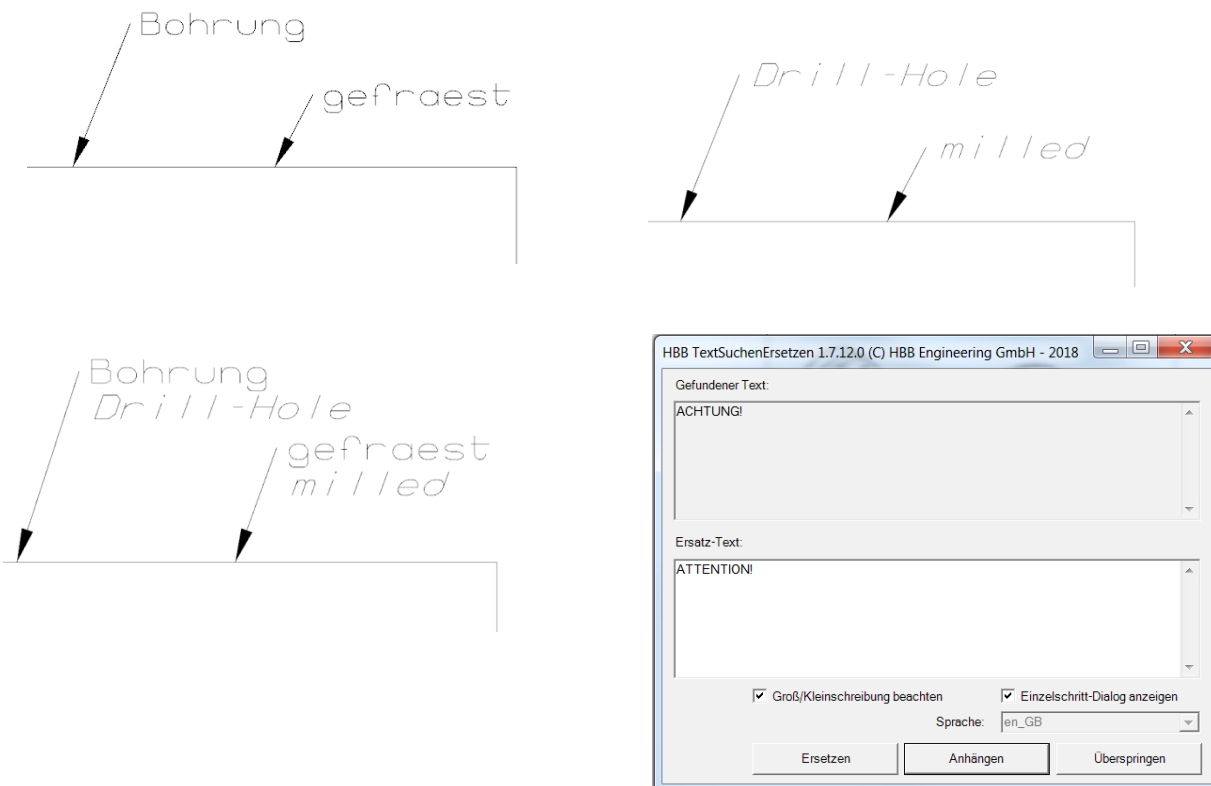 Bohrung
gefraest
Drill-Hole
milled
Bohrung
Drill-Hole
gefraest
milled
HBB TextSuchenErsetzen 1.7.12.0 (C) HBB Engineering GmbH - 2018
Gefundener Text:
ACHTUNG!
Ersatz-Text:
ATTENTION!
Groß/Kleinschreibung beachten Einzelschritt-Dialog anzeigen
Sprache: en_GB
Ersetzen Anhängen Überspringen